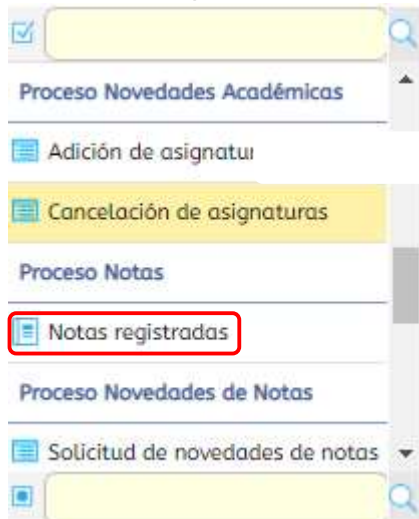 Proceso Novedades Académicas
Adición de asignatu
Cancelación de asignaturas
Proceso Notas
Notas registradas
Proceso Novedades de Notas
Solicitud de novedades de notas